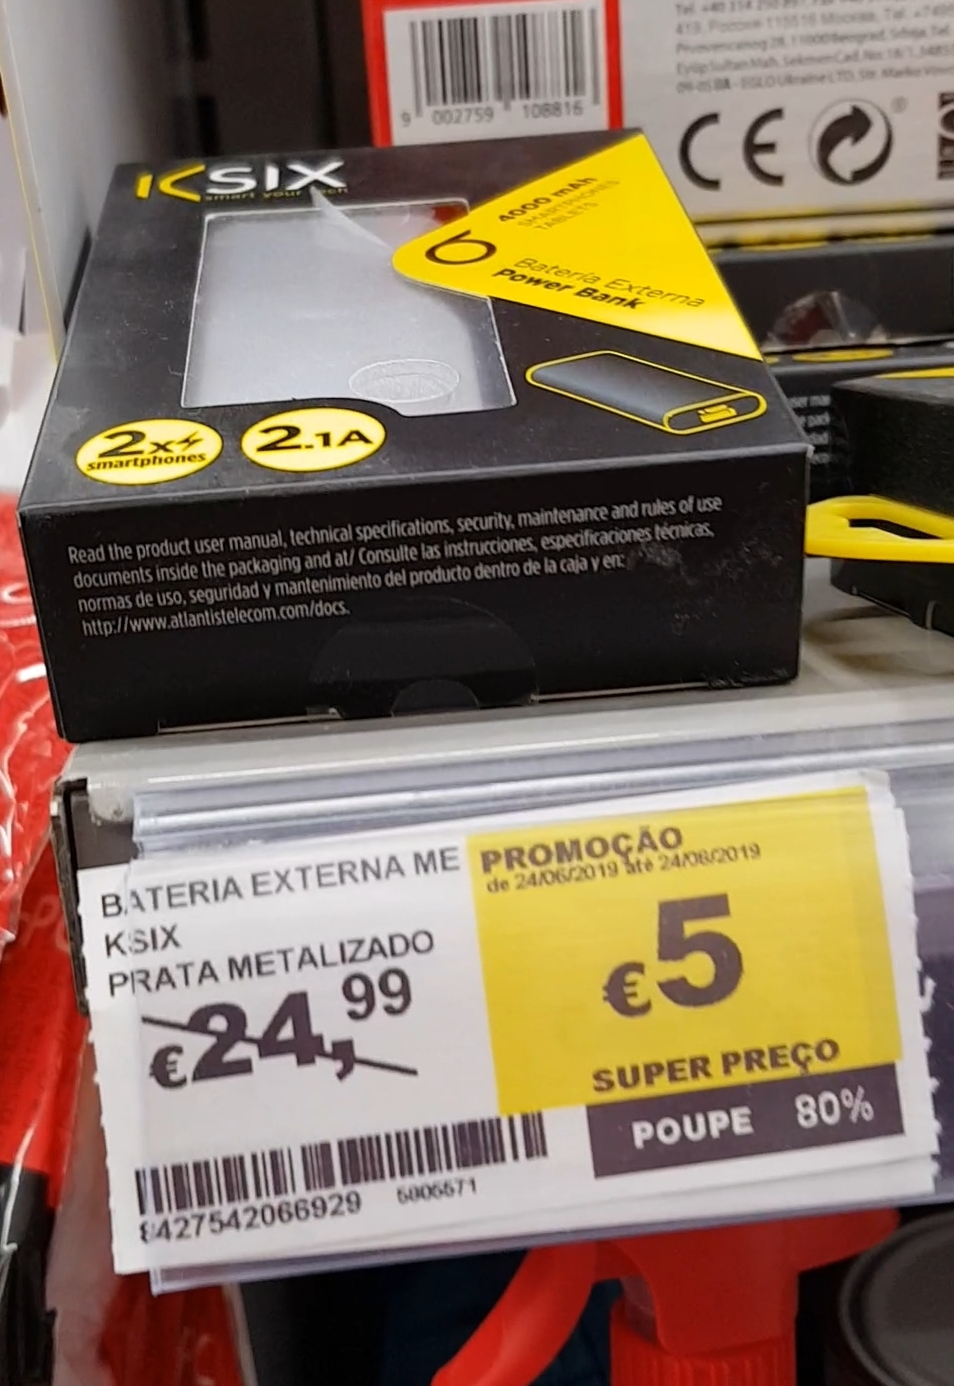 9 002759 108816
CE
KSIX
smart your tech
4000 mAh
SMARTPHONES
TABLETS
6
Batería Externa
Power Bank
2x
smartphones
2.1A
Read the product user manual, technical specifications, security, maintenance and rules of use
documents inside the packaging and at/ Consulte las instrucciones, especificaciones técnicas,
normas de uso, seguridad y mantenimiento del producto dentro de la caja y en:
http://www.atlantistelecom.com/docs.
BATERIA EXTERNA ME
KSIX
PRATA METALIZADO
€24,99
PROMOÇÃO
de 24/06/2019 até 24/08/2019
€5
SUPER PREÇO
POUPE 80%
8427542066929